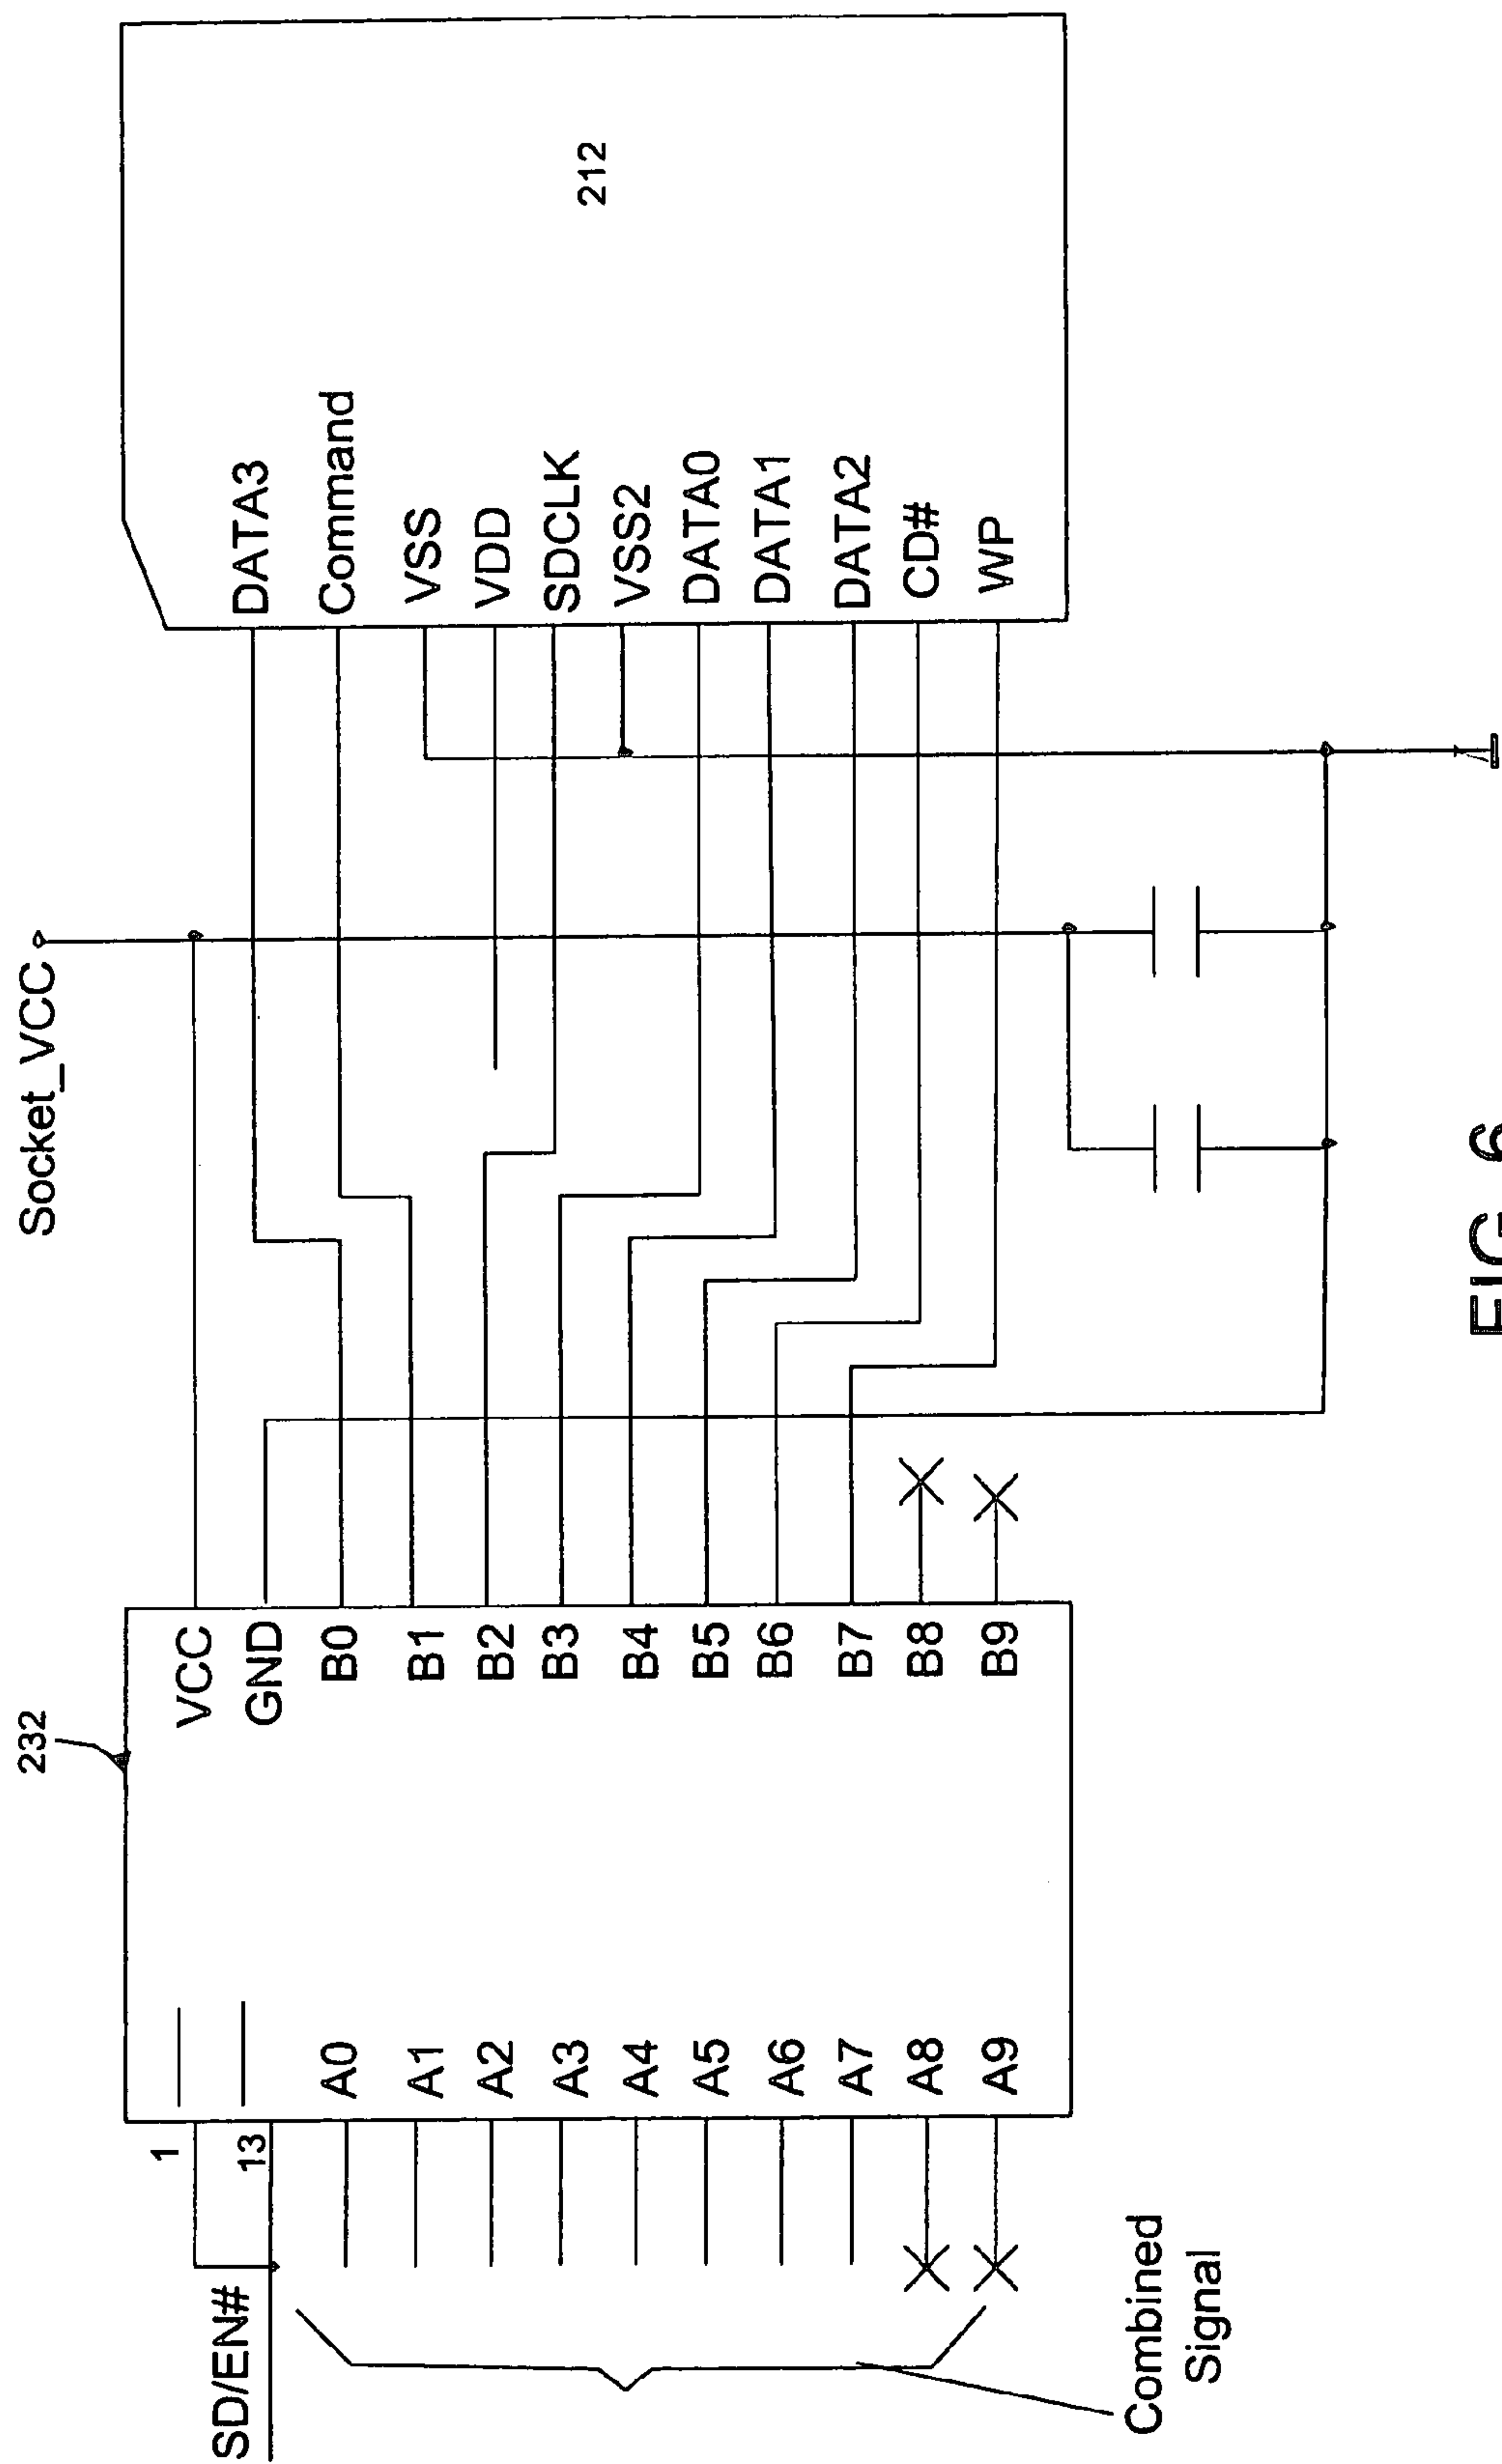 Socket_VCC
232
212
SD/EN#
1
13
A0
A1
A2
A3
A4
A5
A6
A7
A8
A9
VCC
GND
B0
B1
B2
B3
B4
B5
B6
B7
B8
B9
DATA3
Command
VSS
VDD
SDCLK
VSS2
DATA0
DATA1
DATA2
CD#
WP
Combined
Signal
FIG. 6